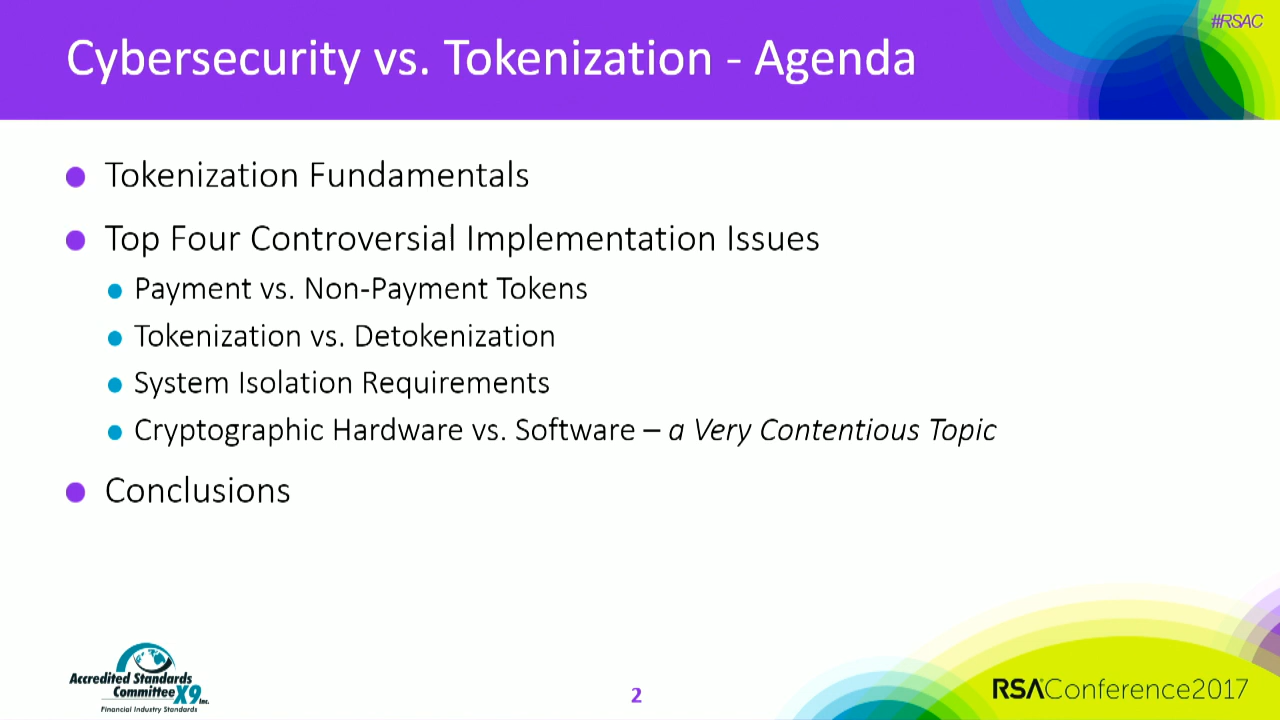 #RSAC
Cybersecurity vs. Tokenization - Agenda
Tokenization Fundamentals
Top Four Controversial Implementation Issues
Payment vs. Non-Payment Tokens
Tokenization vs. Detokenization
System Isolation Requirements
Cryptographic Hardware vs. Software – a Very Contentious Topic
Conclusions
Accredited Standards
Committee X9 Inc.
Financial Industry Standards
2
RSAConference2017